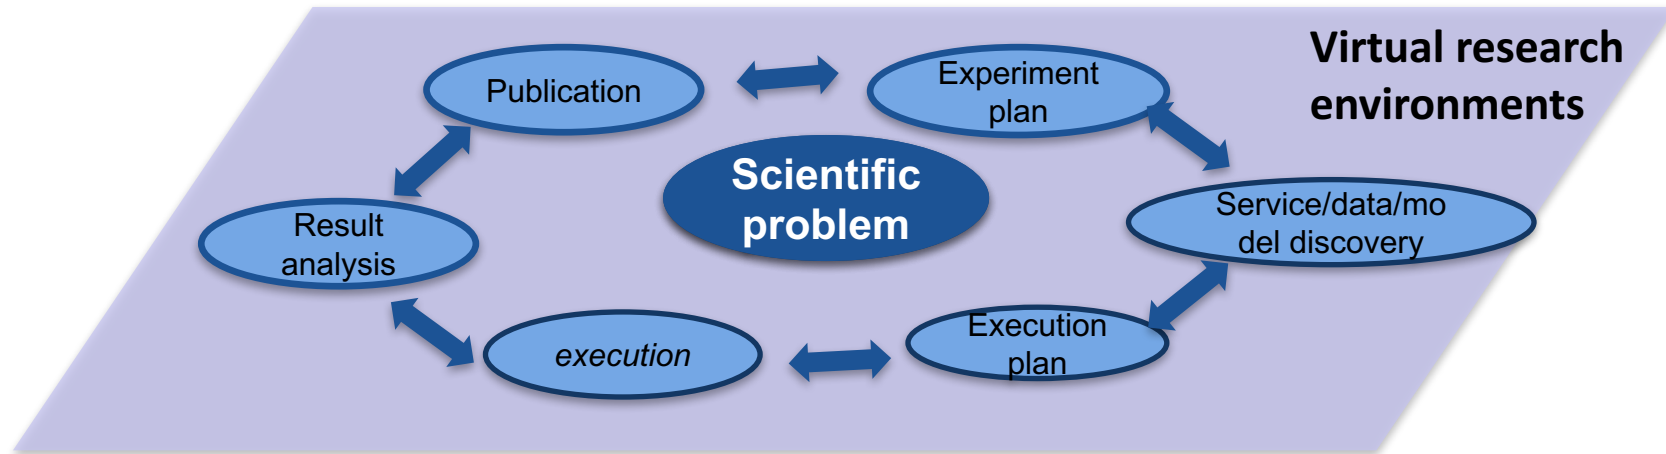 Virtual research
environments
Publication
Experiment
plan
Scientific
problem
Service/data/mo
del discovery
Result
analysis
execution
Execution
plan